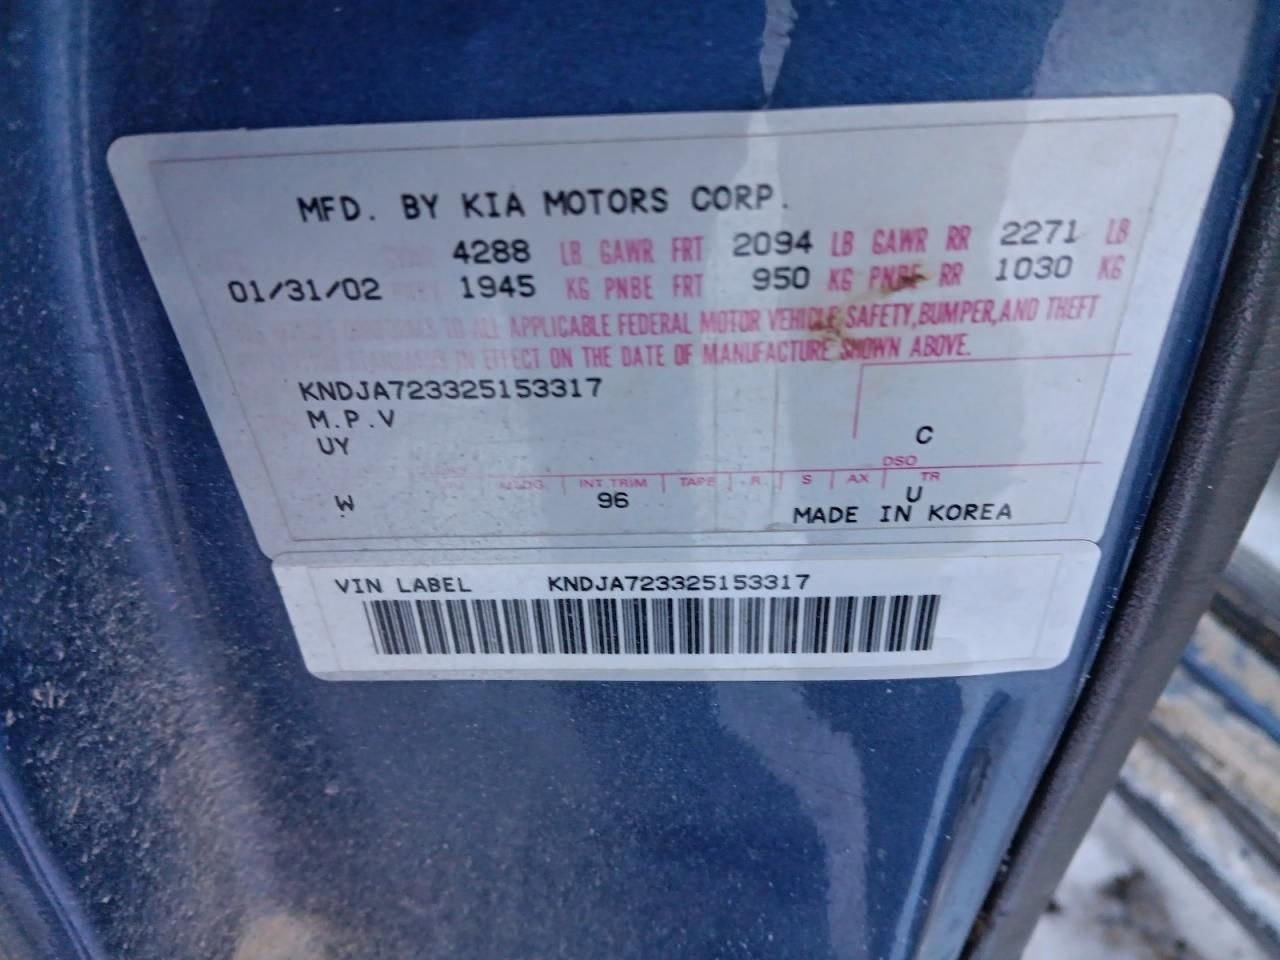 MFD. BY KIA MOTORS CORP.
GVWR 4288 LB GAWR FRT 2094 LB GAWR RR 2271 LB
01/31/02 1945 KG PNBE FRT 950 KG PNBE RR 1030 KG
CONFORMS TO ALL APPLICABLE FEDERAL MOTOR VEHICLE SAFETY,BUMPER,AND THEFT
STANDARDS IN EFFECT ON THE DATE OF MANUFACTURE SHOWN ABOVE.
KNDJA723325153317
M.P.V
UY
C
DSO
INT TRIM TAPE R S AX TR
W 96 U
MADE IN KOREA
VIN LABEL KNDJA723325153317